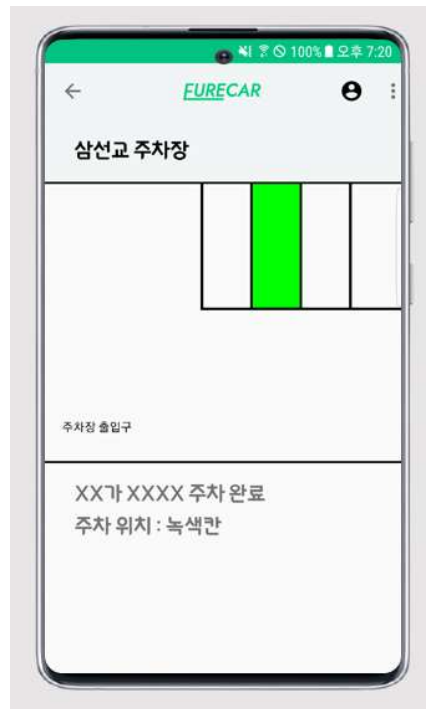 100% 오후 7:20
EURECAR
삼선교 주차장
주차장 출입구
XX가 XXXX 주차 완료
주차 위치 : 녹색칸